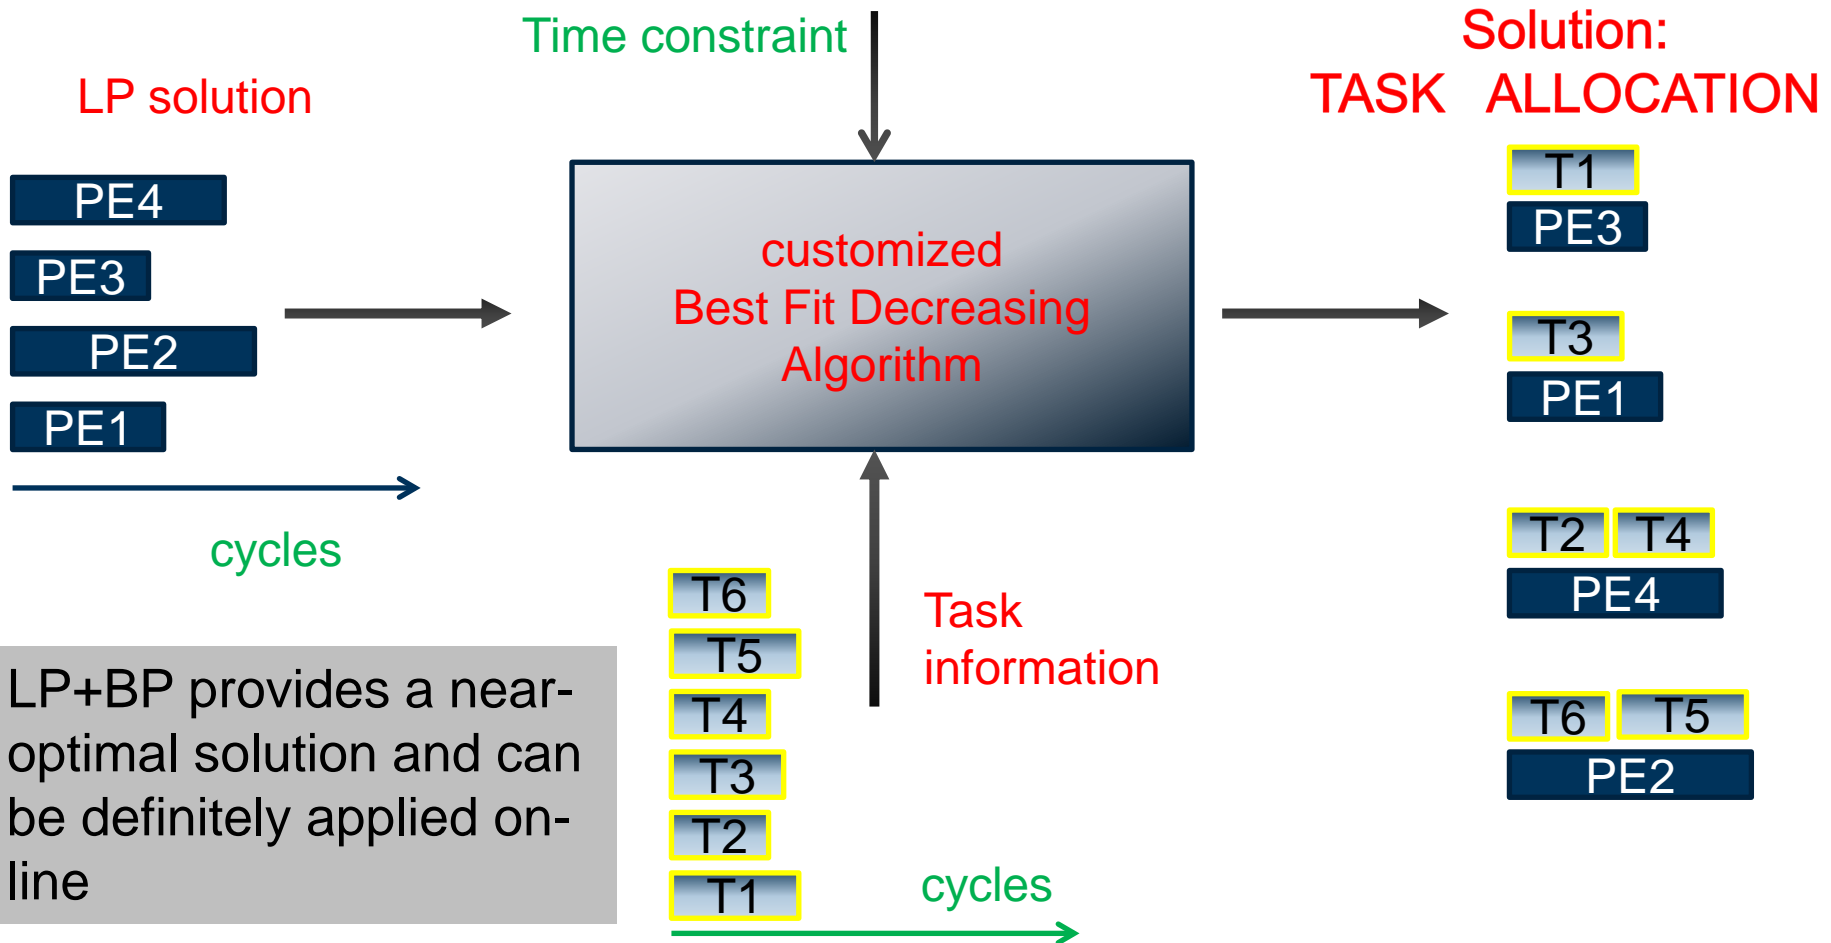 Time constraint
LP solution
PE4
PE3
PE2
PE1
cycles
customized
Best Fit Decreasing
Algorithm
T6
T5
T4
T3
T2
T1
cycles
Task
information
LP+BP provides a near-
optimal solution and can
be definitely applied on-
line
Solution:
TASK ALLOCATION
T1
PE3
T3
PE1
T2 T4
PE4
T6 T5
PE2